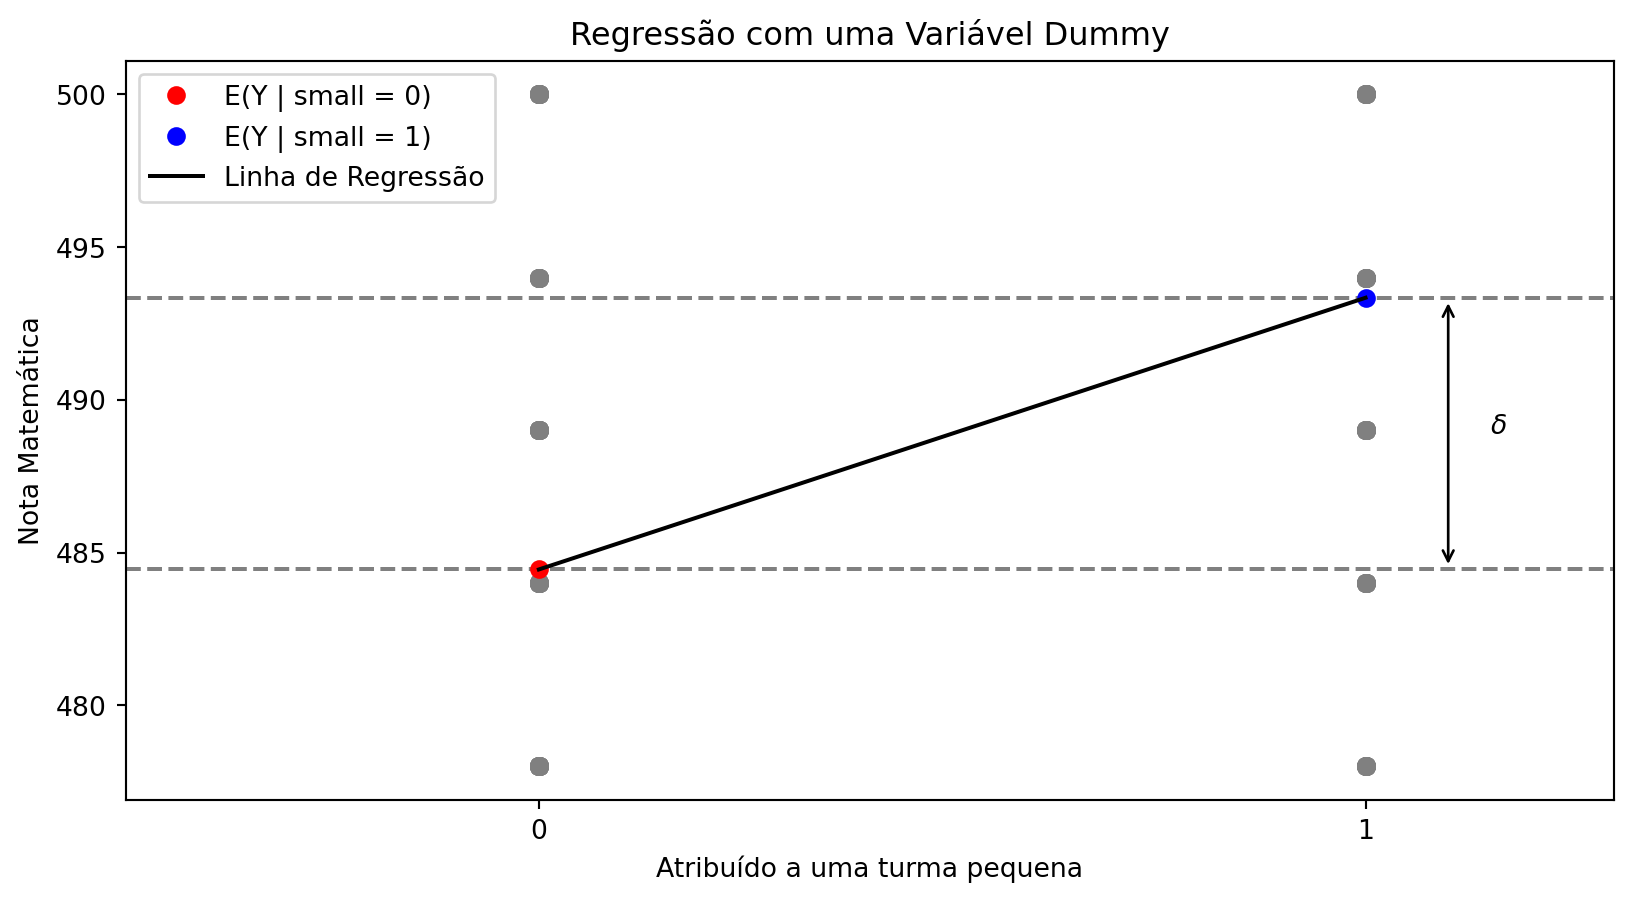 Regressão com uma Variável Dummy
E(Y | small = 0)
E(Y | small = 1)
Linha de Regressão
500
495
490
485
480
Nota Matemática
δ
0
1
Atribuído a uma turma pequena